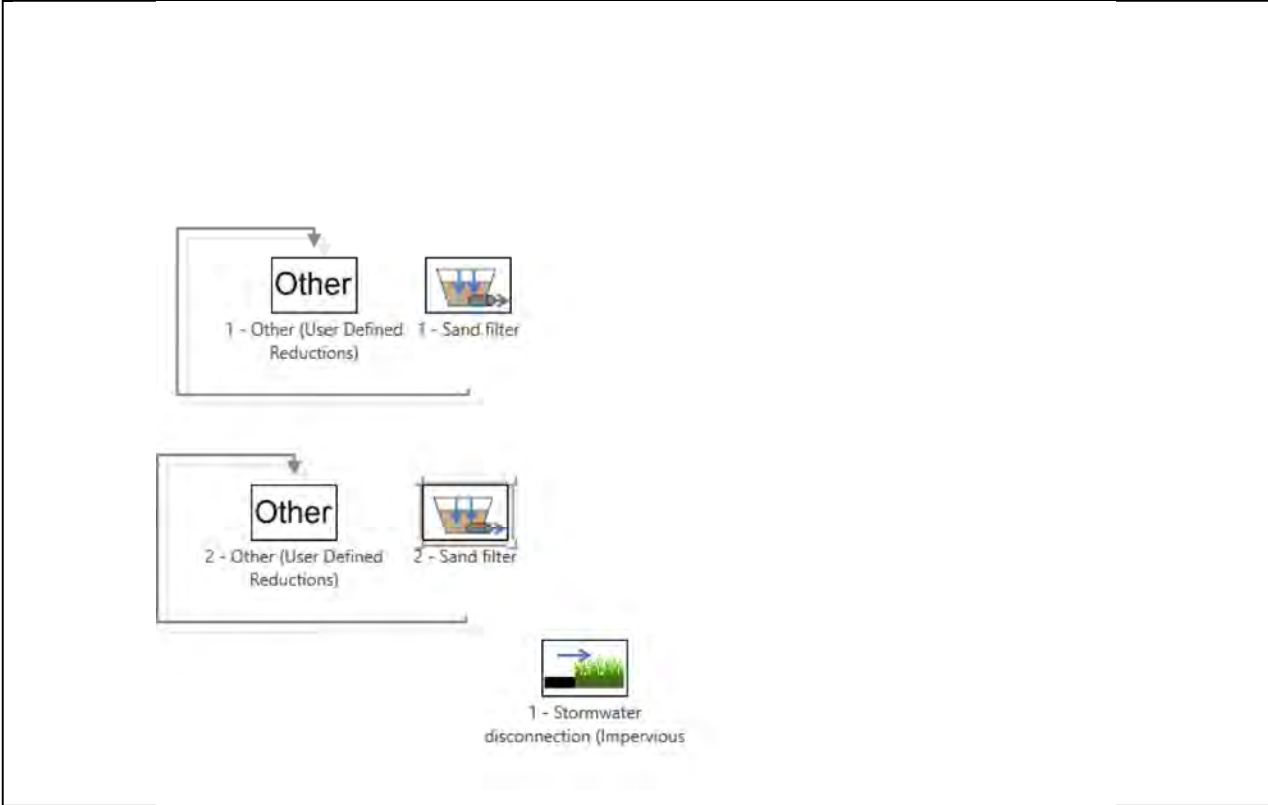 Other
1 - Other (User Defined
Reductions)
1 - Sand filter
Other
2 - Other (User Defined
Reductions)
2 - Sand filter
1 - Stormwater
disconnection (Impervious